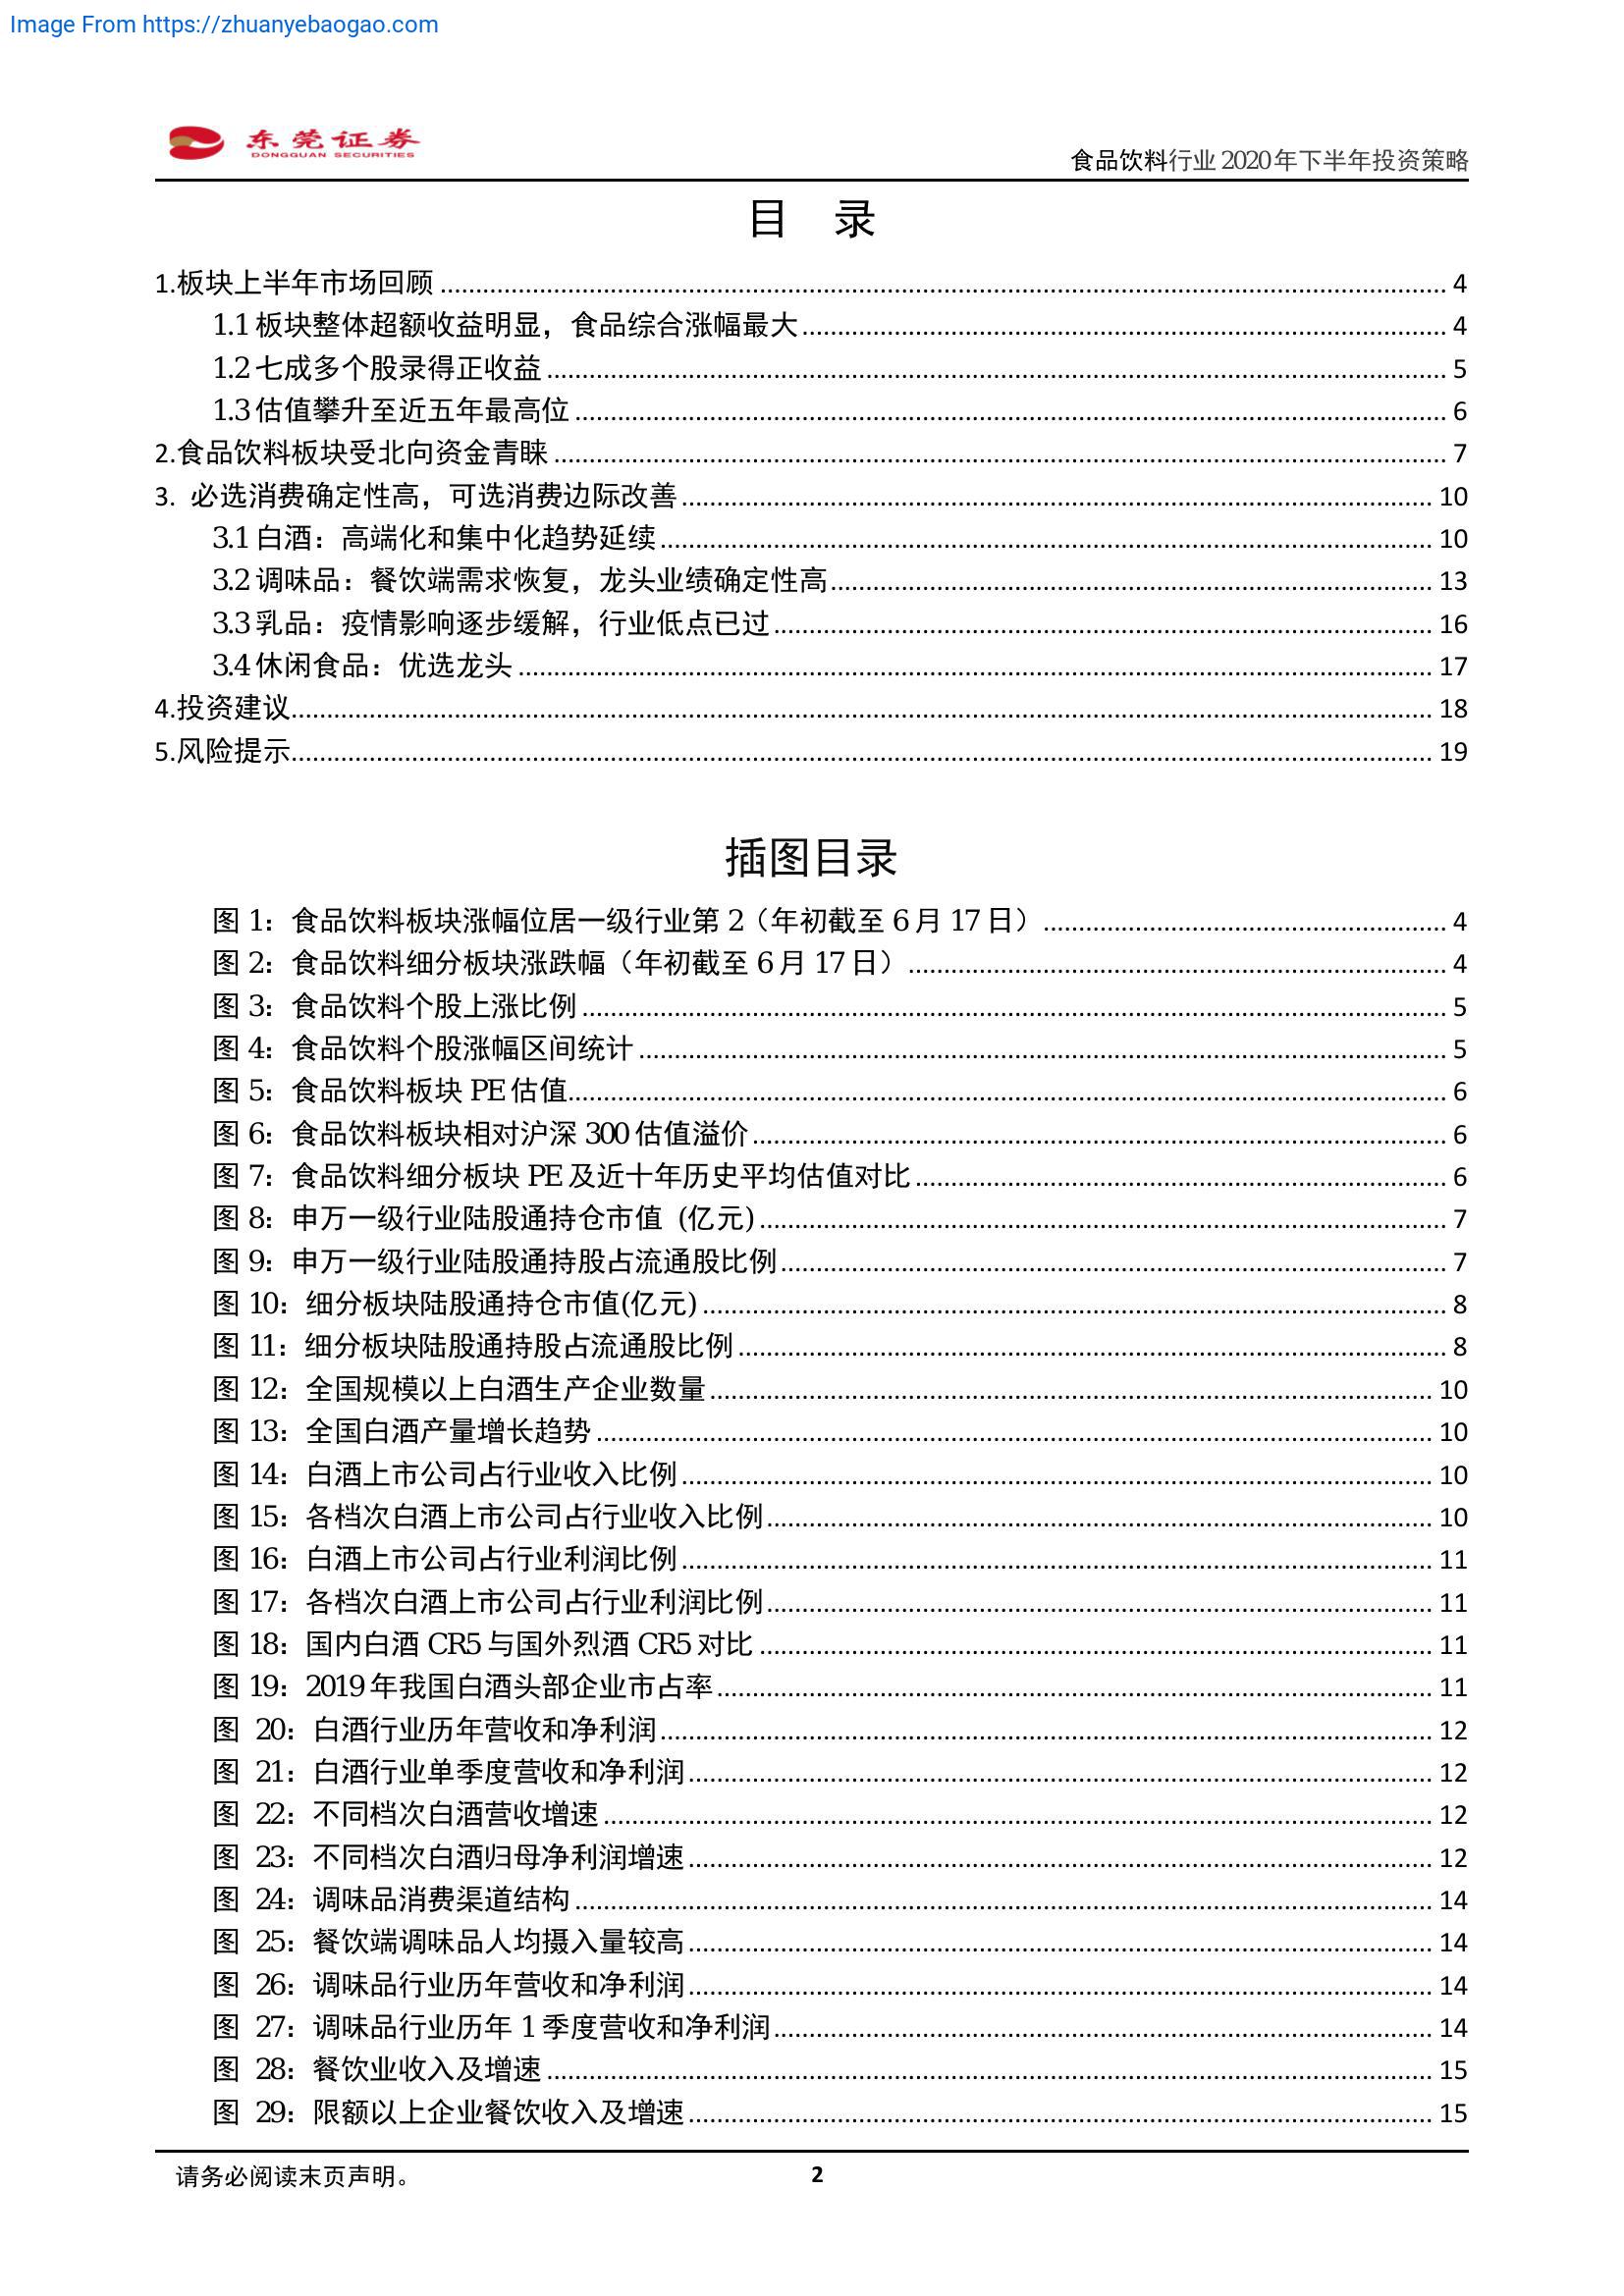 Image From https://zhuanyebaogao.com
东莞证券
DONGGUAN SECURITIES
食品饮料行业 2020 年下半年投资策略
目 录
1.板块上半年市场回顾 ........ 4
1.1 板块整体超额收益明显，食品综合涨幅最大 ........ 4
1.2 七成多个股录得正收益 ........ 5
1.3 估值攀升至近五年最高位 ........ 6
2.食品饮料板块受北向资金青睐 ........ 7
3. 必选消费确定性高，可选消费边际改善 ........ 10
3.1 白酒：高端化和集中化趋势延续 ........ 10
3.2 调味品：餐饮端需求恢复，龙头业绩确定性高 ........ 13
3.3 乳品：疫情影响逐步缓解，行业低点已过 ........ 16
3.4 休闲食品：优选龙头 ........ 17
4.投资建议 ........ 18
5.风险提示 ........ 19
插图目录
图 1：食品饮料板块涨幅位居一级行业第 2（年初截至 6 月 17 日） ........ 4
图 2：食品饮料细分板块涨跌幅（年初截至 6 月 17 日） ........ 4
图 3：食品饮料个股上涨比例 ........ 5
图 4：食品饮料个股涨幅区间统计 ........ 5
图 5：食品饮料板块 PE 估值 ........ 6
图 6：食品饮料板块相对沪深 300 估值溢价 ........ 6
图 7：食品饮料细分板块 PE 及近十年历史平均估值对比 ........ 6
图 8：申万一级行业陆股通持仓市值 (亿元) ........ 7
图 9：申万一级行业陆股通持股占流通股比例 ........ 7
图 10：细分板块陆股通持仓市值(亿元) ........ 8
图 11：细分板块陆股通持股占流通股比例 ........ 8
图 12：全国规模以上白酒生产企业数量 ........ 10
图 13：全国白酒产量增长趋势 ........ 10
图 14：白酒上市公司占行业收入比例 ........ 10
图 15：各档次白酒上市公司占行业收入比例 ........ 10
图 16：白酒上市公司占行业利润比例 ........ 11
图 17：各档次白酒上市公司占行业利润比例 ........ 11
图 18：国内白酒 CR5 与国外烈酒 CR5 对比 ........ 11
图 19：2019 年我国白酒头部企业市占率 ........ 11
图 20：白酒行业历年营收和净利润 ........ 12
图 21：白酒行业单季度营收和净利润 ........ 12
图 22：不同档次白酒营收增速 ........ 12
图 23：不同档次白酒归母净利润增速 ........ 12
图 24：调味品消费渠道结构 ........ 14
图 25：餐饮端调味品人均摄入量较高 ........ 14
图 26：调味品行业历年营收和净利润 ........ 14
图 27：调味品行业历年 1 季度营收和净利润 ........ 14
图 28：餐饮业收入及增速 ........ 15
图 29：限额以上企业餐饮收入及增速 ........ 15
请务必阅读末页声明。
2